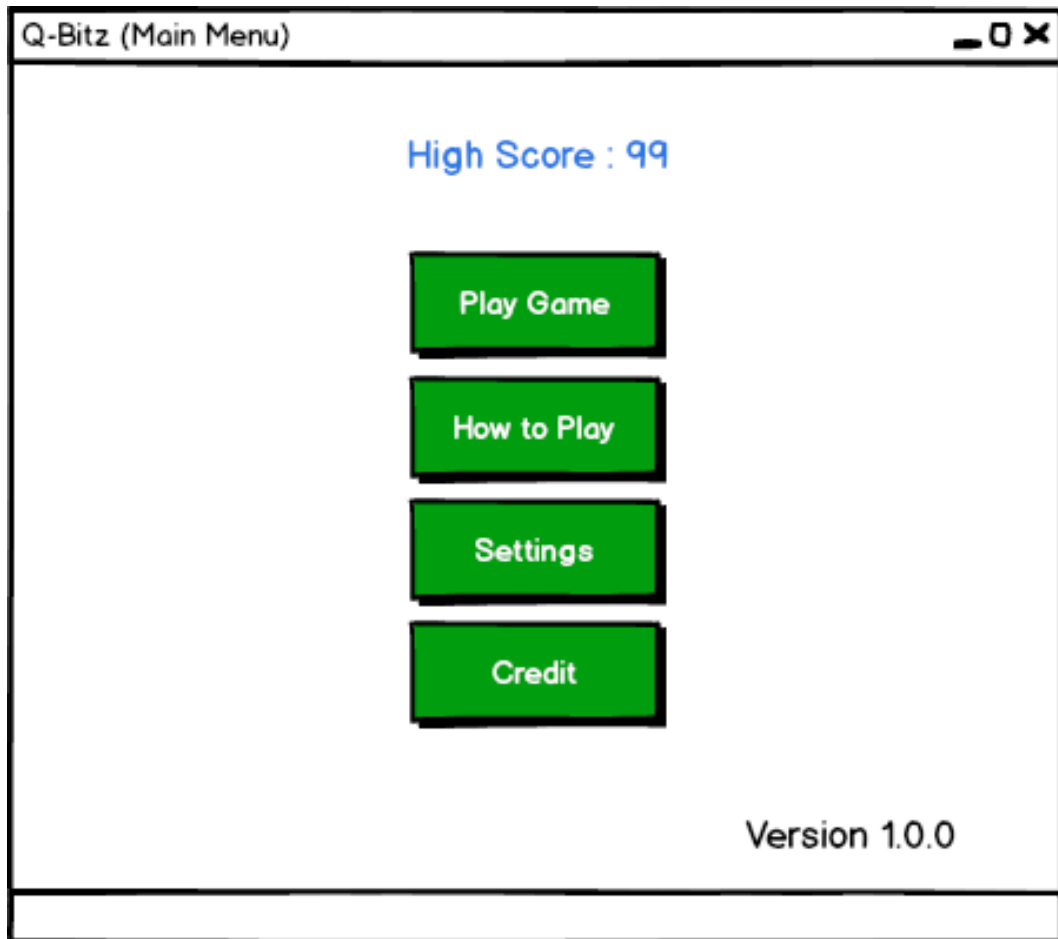 Q-Bitz (Main Menu)
High Score : 99
Play Game
How to Play
Settings
Credit
Version 1.0.0